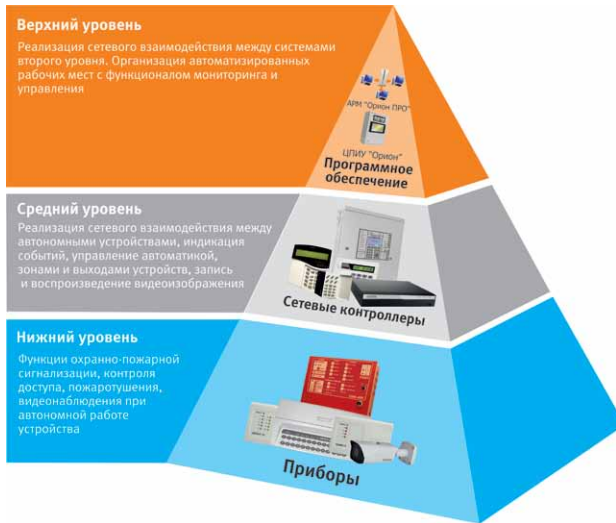 Верхний уровень
Реализация сетевого взаимодействия между системами
второго уровня. Организация автоматизированных
рабочих мест с функционалом мониторинга и
управления
АРМ "Орион ПРО"
ЦПИУ "Орион"
Программное
обеспечение
Средний уровень
Реализация сетевого взаимодействия между
автономными устройствами, индикация
событий, управление автоматикой,
зонами и выходами устройств, запись
и воспроизведение видеоизображения
Сетевые контроллеры
Нижний уровень
Функции охранно-пожарной
сигнализации, контроля
доступа, пожаротушения,
видеонаблюдения при
автономной работе
устройства
Приборы